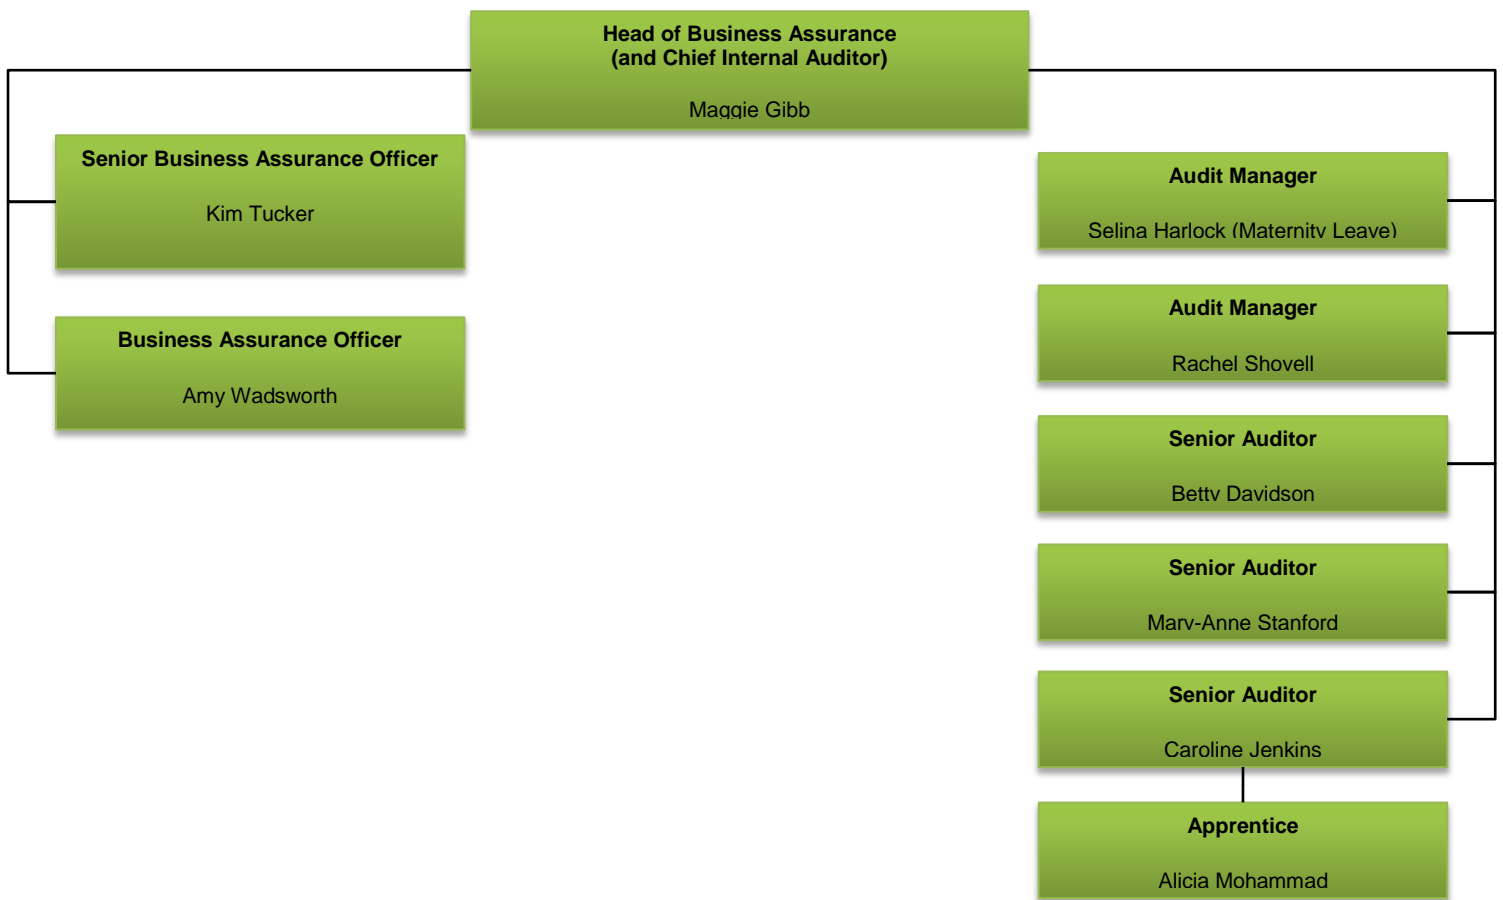 Head of Business Assurance
(and Chief Internal Auditor)
Maggie Gibb
Senior Business Assurance Officer
Kim Tucker
Business Assurance Officer
Amy Wadsworth
Audit Manager
Selina Harlock (Maternity Leave)
Audit Manager
Rachel Shovell
Senior Auditor
Betty Davidson
Senior Auditor
Mary-Anne Stanford
Senior Auditor
Caroline Jenkins
Apprentice
Alicia Mohammad